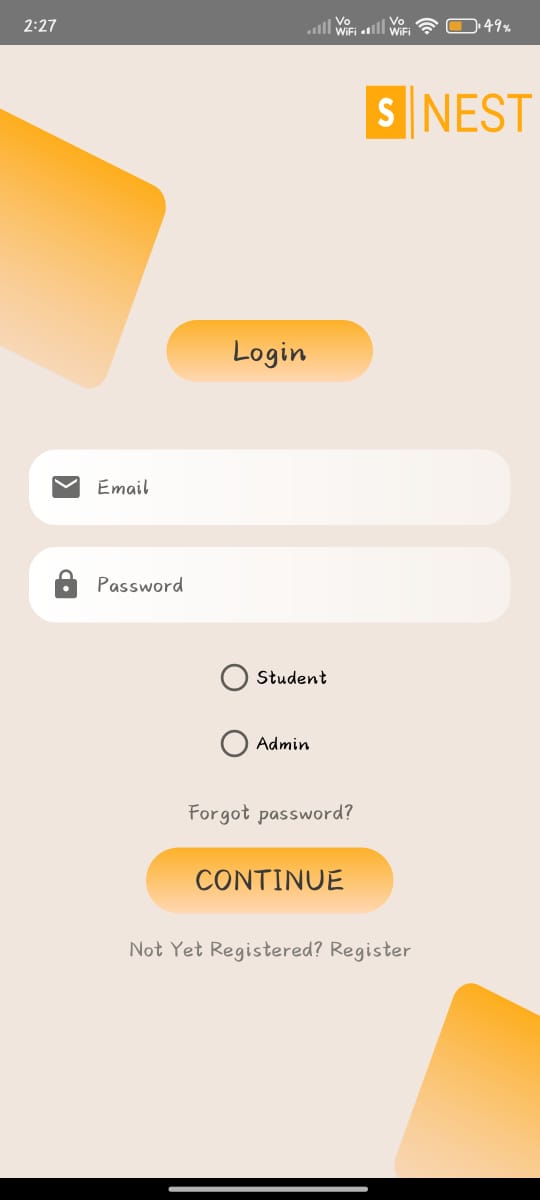 2:27 Vo WiFi Vo WiFi 49%
S NEST
Login
Email
Password
Student
Admin
Forgot password?
CONTINUE
Not Yet Registered? Register